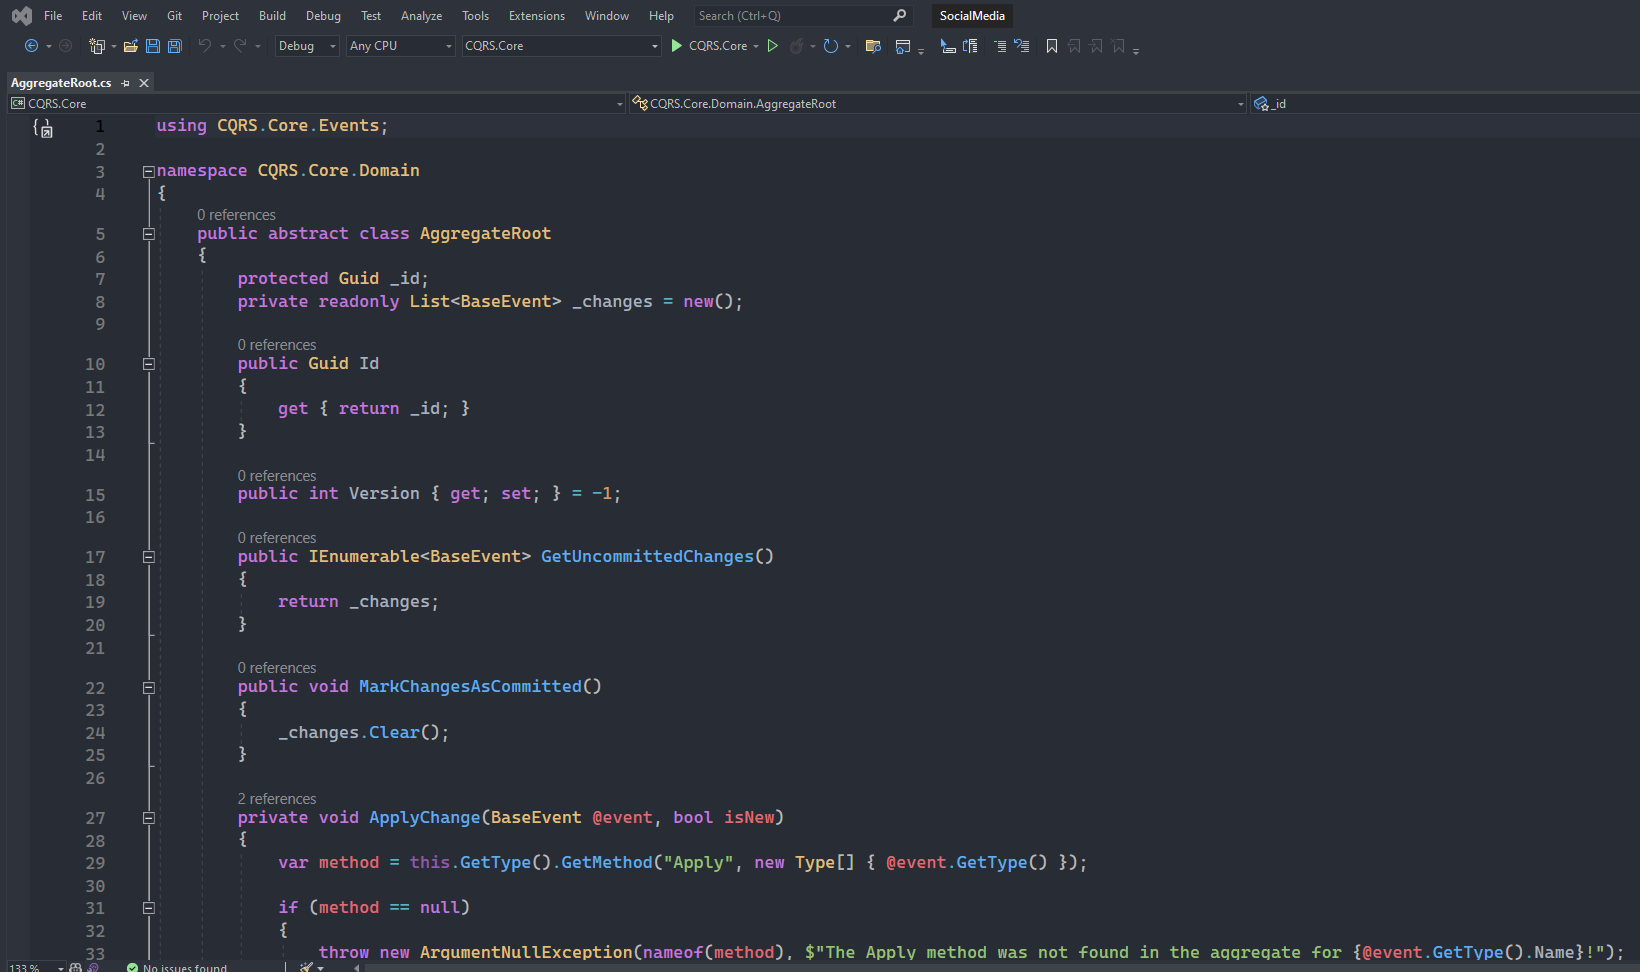 File Edit View Git Project Build Debug Test Analyze Tools Extensions Window Help Search (Ctrl+Q) SocialMedia
Debug Any CPU CQRS.Core CQRS.Core
AggregateRoot.cs
C# CQRS.Core CQRS.Core.Domain.AggregateRoot _id
1 using CQRS.Core.Events;
2
3 namespace CQRS.Core.Domain
4 {
0 references
5 public abstract class AggregateRoot
6 {
7 protected Guid _id;
8 private readonly List<BaseEvent> _changes = new();
9
0 references
10 public Guid Id
11 {
12 get { return _id; }
13 }
14
0 references
15 public int Version { get; set; } = -1;
16
0 references
17 public IEnumerable<BaseEvent> GetUncommittedChanges()
18 {
19 return _changes;
20 }
21
0 references
22 public void MarkChangesAsCommitted()
23 {
24 _changes.Clear();
25 }
26
2 references
27 private void ApplyChange(BaseEvent @event, bool isNew)
28 {
29 var method = this.GetType().GetMethod("Apply", new Type[] { @event.GetType() });
30
31 if (method == null)
32 {
33 throw new ArgumentNullException(nameof(method), $"The Apply method was not found in the aggregate for {@event.GetType().Name}!");
133 % No issues found